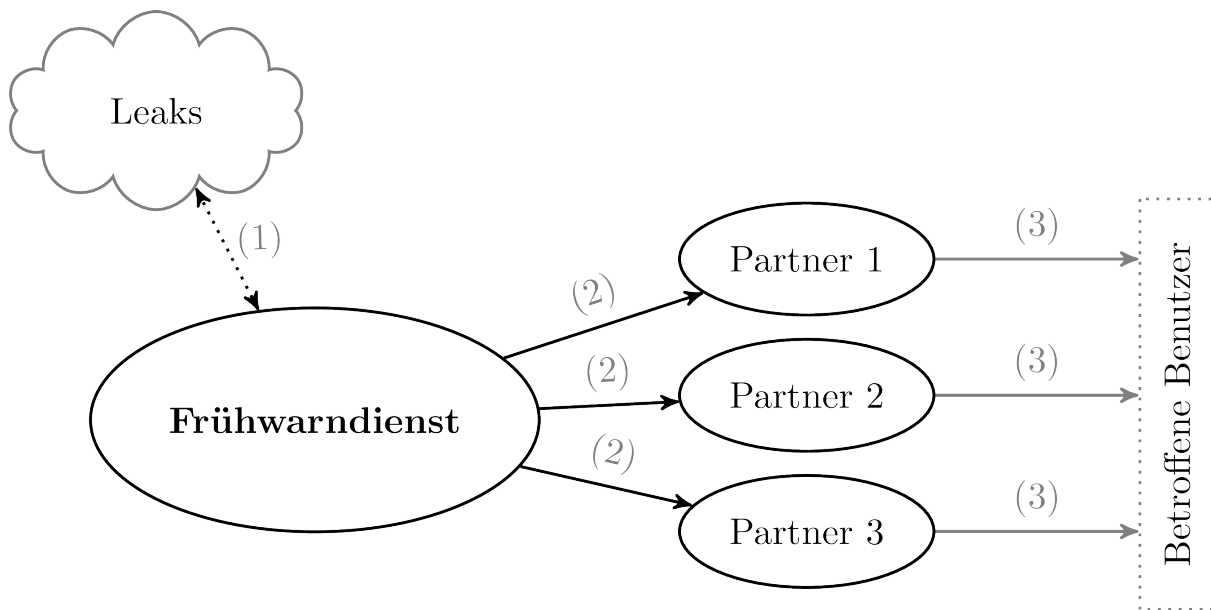 Leaks
(1)
(2)
Partner 1
(3)
(2)
Partner 2
(3)
Frühwarndienst
(2)
Partner 3
(3)
Betroffene Benutzer